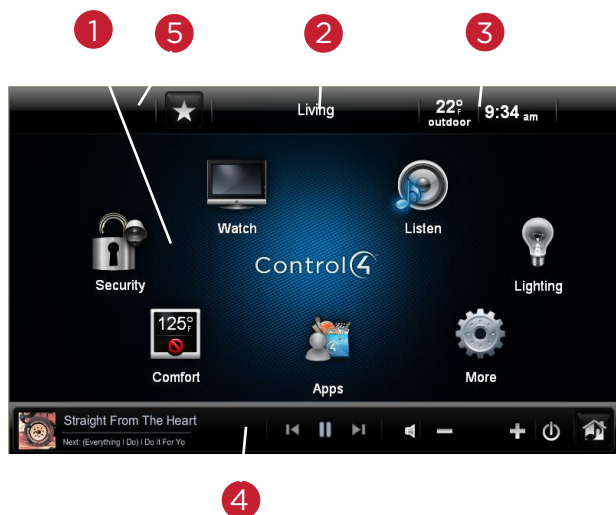 1 5 2 3
Living 22°F outdoor 9:34 am
Watch Listen
Security Control4 Lighting
125°F
Comfort Apps More
Straight From The Heart
Next: (Everything I Do) I Do It For Yo
4